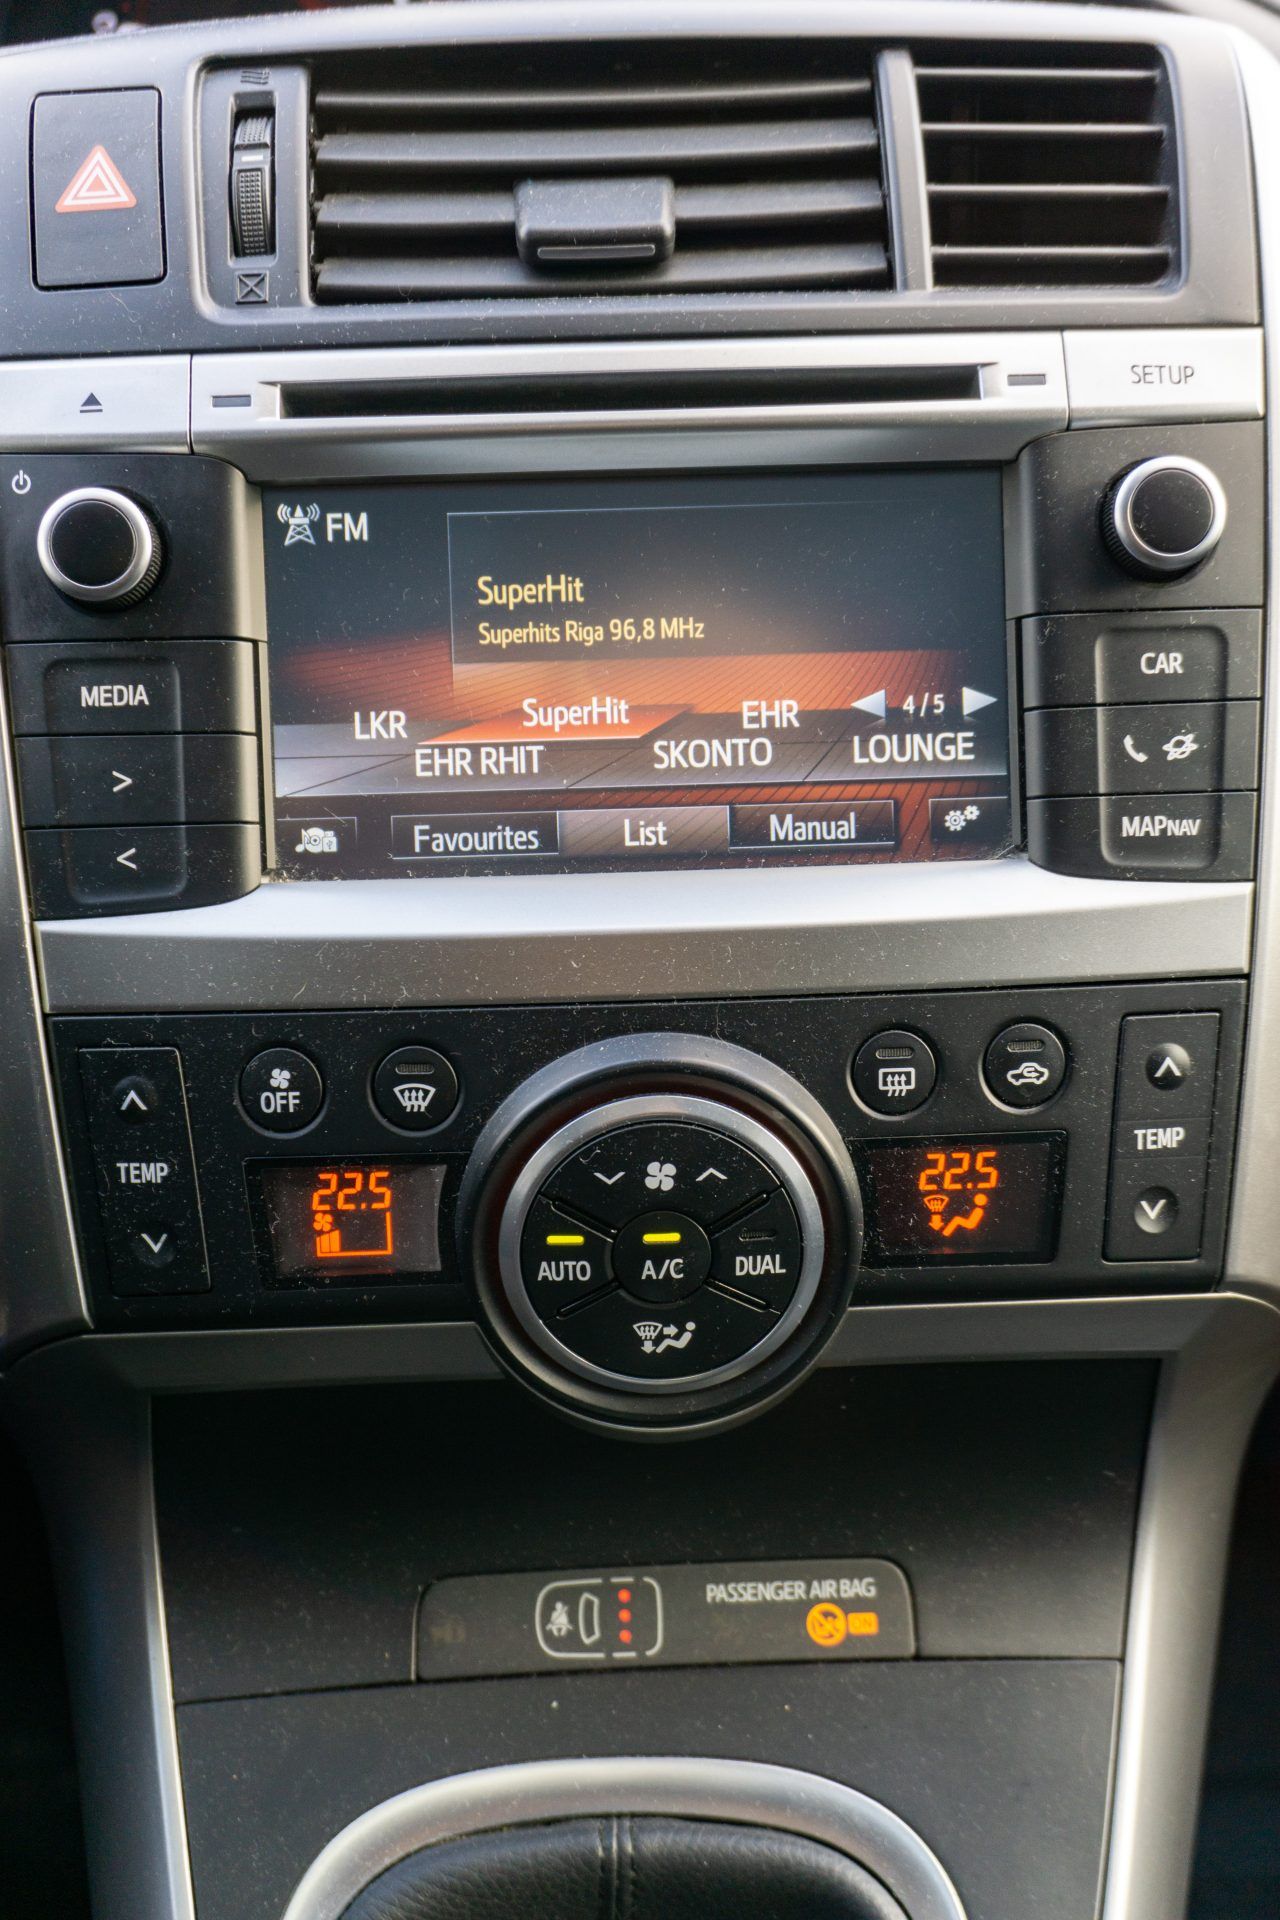 SETUP
FM
SuperHit
Superhits Riga 96,8 MHz
MEDIA
CAR
LKR SuperHit EHR 4/5
EHR RHIT SKONTO LOUNGE
MAPNAV
Favourites List Manual
OFF
TEMP
TEMP
22.5
22.5
AUTO A/C DUAL
PASSENGER AIR BAG
ON